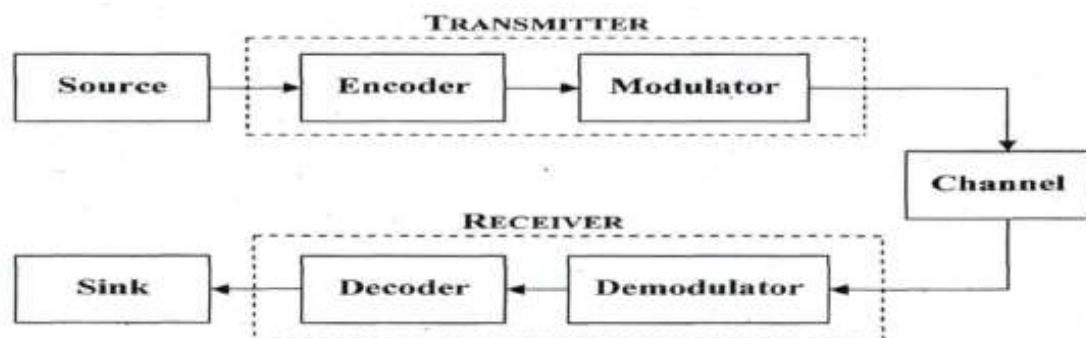 TRANSMITTER
Source
Encoder
Modulator
Channel
RECEIVER
Sink
Decoder
Demodulator